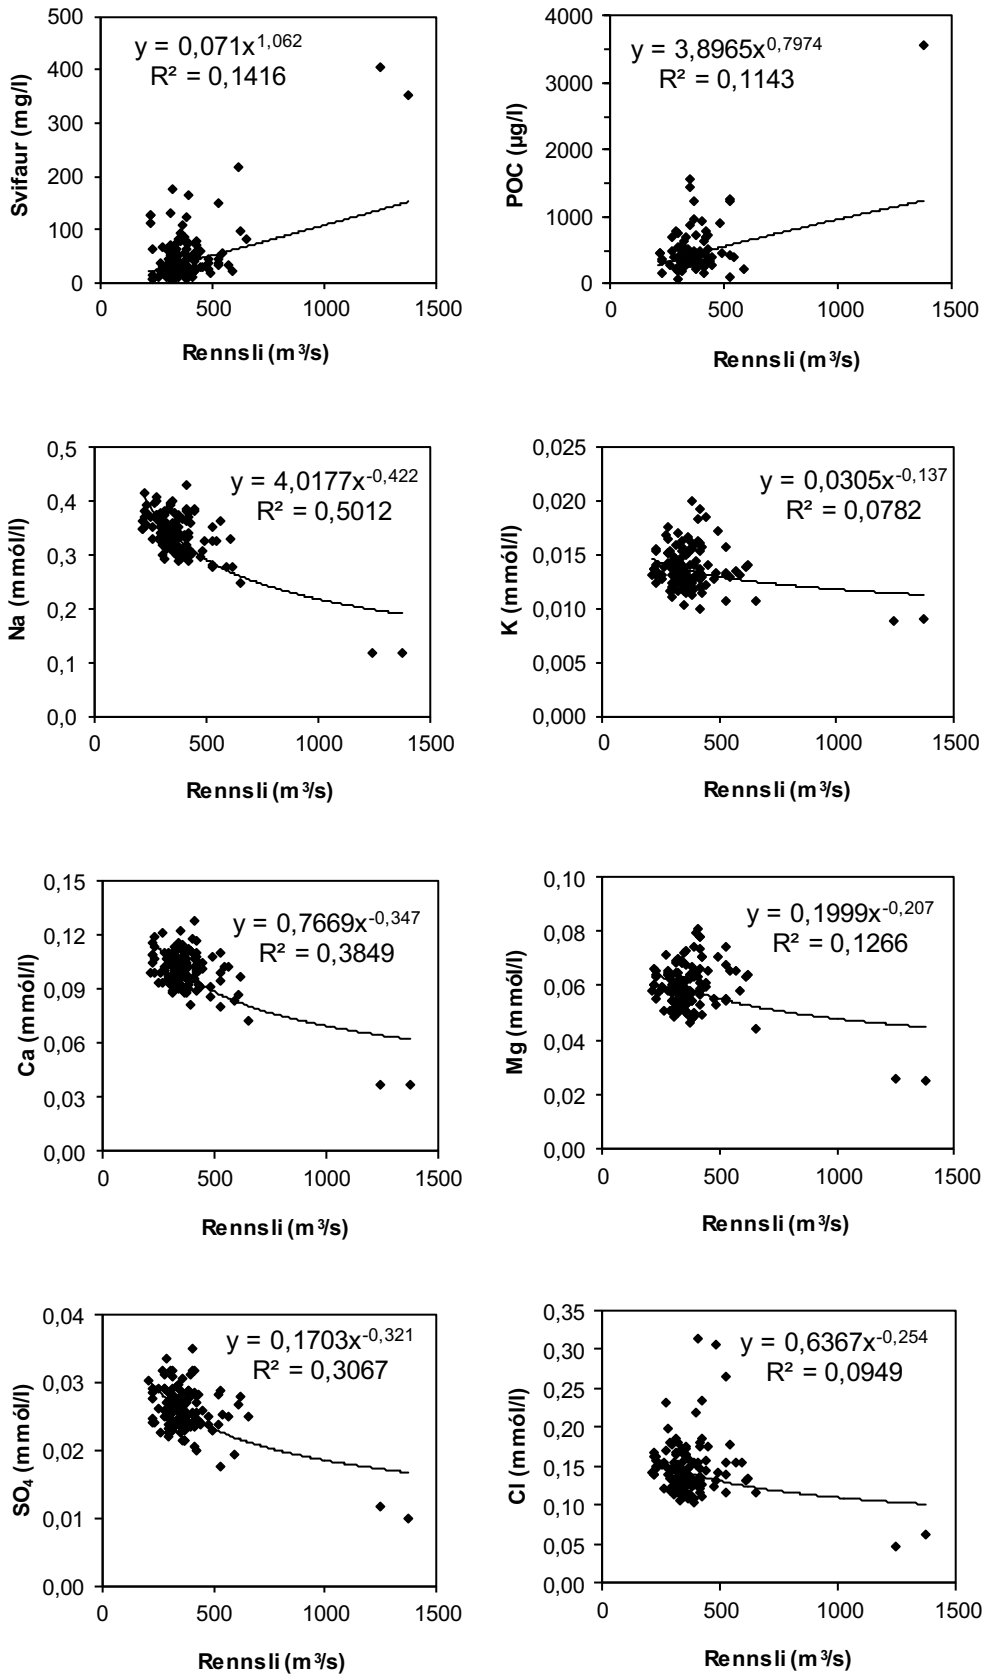 500
400
300
200
100
0
Svifaur (mg/l)
y = 0,071x^1,062
R² = 0,1416
0 500 1000 1500
Rennsli (m³/s)
4000
3000
2000
1000
0
POC (µg/l)
y = 3,8965x^0,7974
R² = 0,1143
0 500 1000 1500
Rennsli (m³/s)
0,5
0,4
0,3
0,2
0,1
0,0
Na (mmól/l)
y = 4,0177x^-0,422
R² = 0,5012
0 500 1000 1500
Rennsli (m³/s)
0,025
0,020
0,015
0,010
0,005
0,000
K (mmól/l)
y = 0,0305x^-0,137
R² = 0,0782
0 500 1000 1500
Rennsli (m³/s)
0,15
0,12
0,09
0,06
0,03
0,00
Ca (mmól/l)
y = 0,7669x^-0,347
R² = 0,3849
0 500 1000 1500
Rennsli (m³/s)
0,10
0,08
0,06
0,04
0,02
0,00
Mg (mmól/l)
y = 0,1999x^-0,207
R² = 0,1266
0 500 1000 1500
Rennsli (m³/s)
0,04
0,03
0,02
0,01
0,00
SO₄ (mmól/l)
y = 0,1703x^-0,321
R² = 0,3067
0 500 1000 1500
Rennsli (m³/s)
0,35
0,30
0,25
0,20
0,15
0,10
0,05
0,00
Cl (mmól/l)
y = 0,6367x^-0,254
R² = 0,0949
0 500 1000 1500
Rennsli (m³/s)